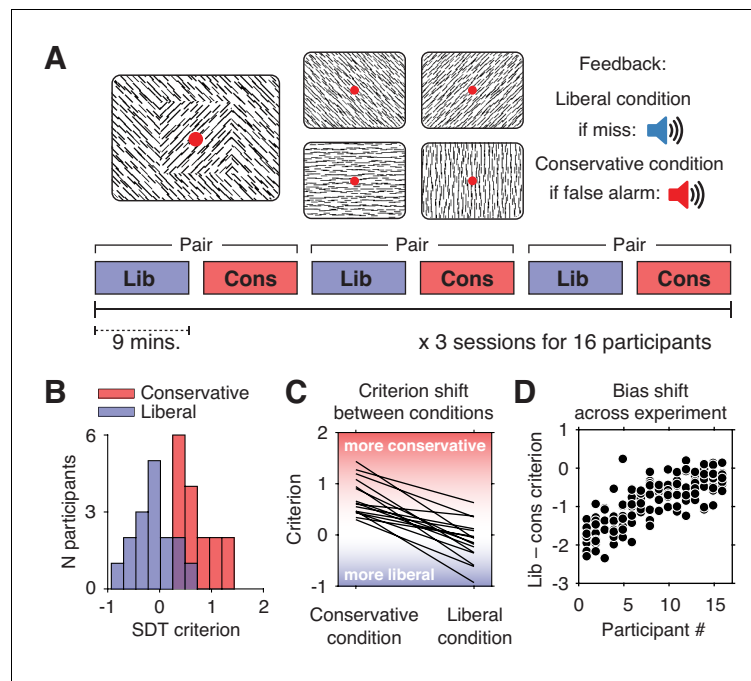 A
Feedback:
Liberal condition
if miss:
Conservative condition
if false alarm:
Pair
Pair
Pair
Lib
Cons
Lib
Cons
Lib
Cons
9 mins.
x 3 sessions for 16 participants
B
Conservative
Liberal
6
3
0
N participants
-1
0
1
2
SDT criterion
C
Criterion shift
between conditions
2
1
0
-1
Criterion
more conservative
more liberal
Conservative
condition
Liberal
condition
D
Bias shift
across experiment
1
0
-1
-2
-3
Lib – cons criterion
0
5
10
15
Participant #